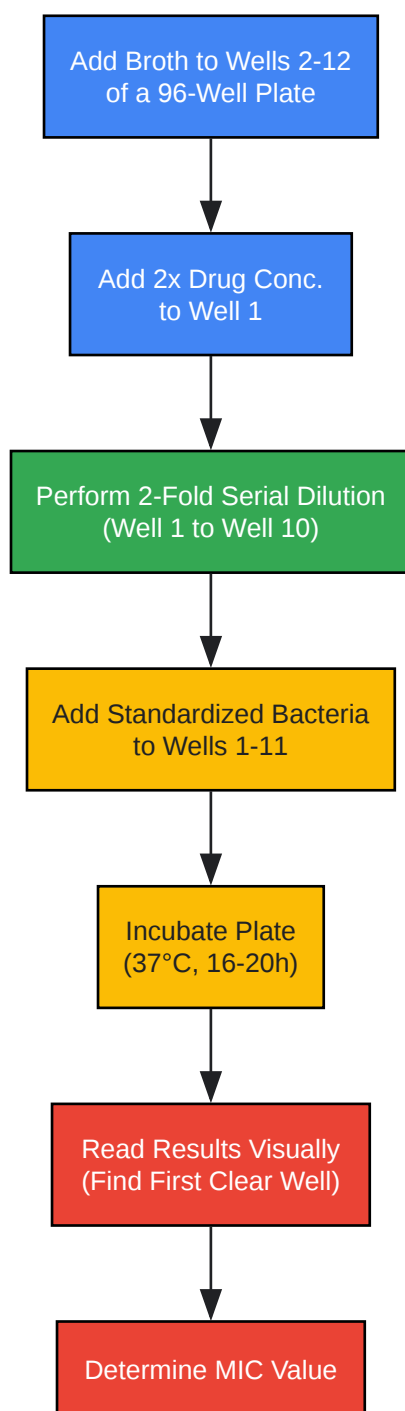 Add Broth to Wells 2-12
of a 96-Well Plate
Add 2x Drug Conc.
to Well 1
Perform 2-Fold Serial Dilution
(Well 1 to Well 10)
Add Standardized Bacteria
to Wells 1-11
Incubate Plate
(37°C, 16-20h)
Read Results Visually
(Find First Clear Well)
Determine MIC Value